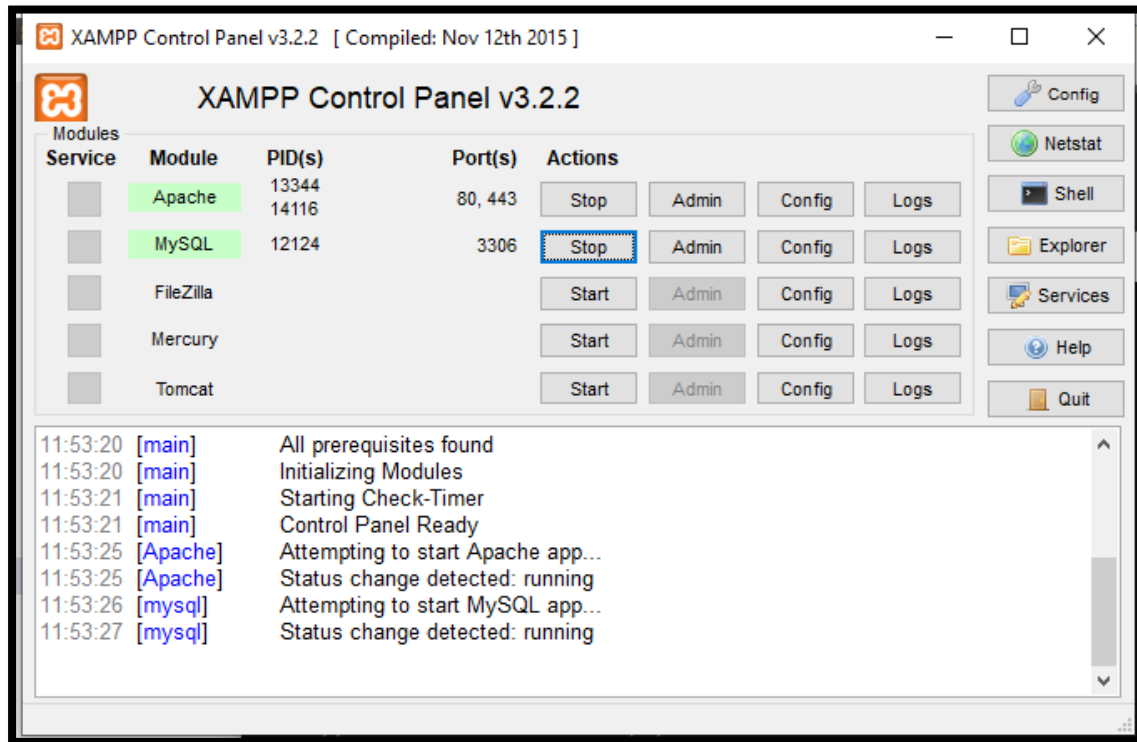 XAMPP Control Panel v3.2.2 [ Compiled: Nov 12th 2015 ]
XAMPP Control Panel v3.2.2
Config
Modules
Netstat
Service Module PID(s) Port(s) Actions
Apache 13344 80, 443 Stop Admin Config Logs
14116
Shell
MySQL 12124 3306 Stop Admin Config Logs
Explorer
FileZilla Start Admin Config Logs
Services
Mercury Start Admin Config Logs
Help
Tomcat Start Admin Config Logs
Quit
11:53:20 [main] All prerequisites found
11:53:20 [main] Initializing Modules
11:53:21 [main] Starting Check-Timer
11:53:21 [main] Control Panel Ready
11:53:25 [Apache] Attempting to start Apache app...
11:53:25 [Apache] Status change detected: running
11:53:26 [mysql] Attempting to start MySQL app...
11:53:27 [mysql] Status change detected: running